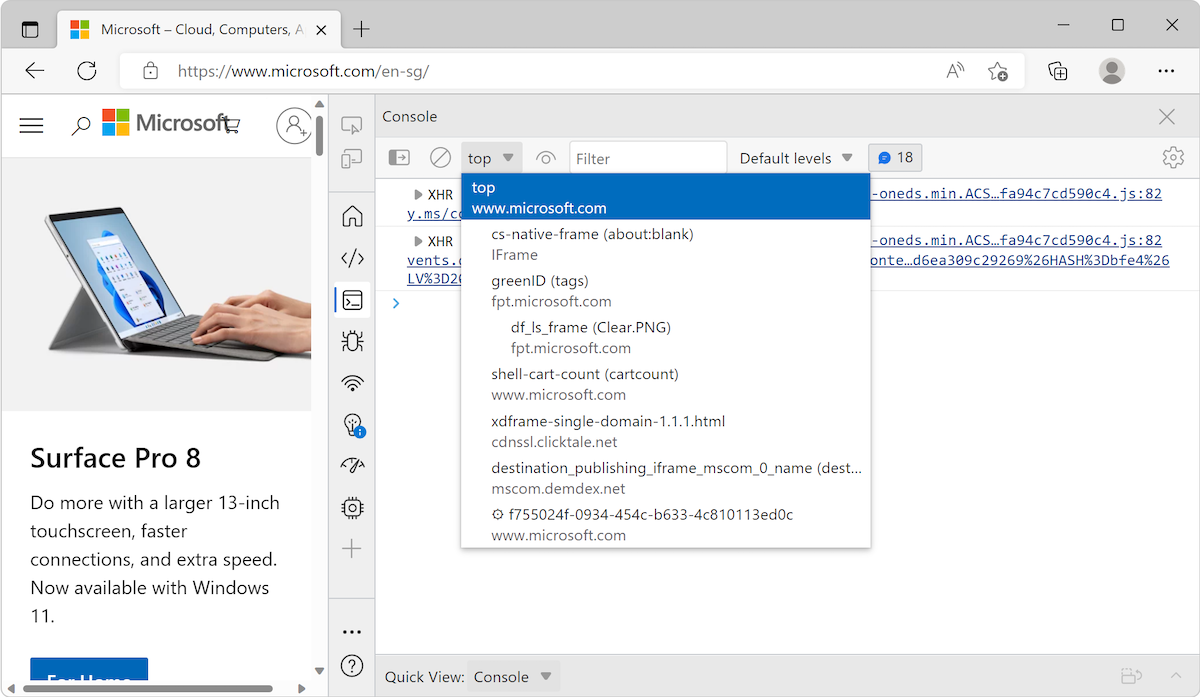 Microsoft – Cloud, Computers, A
https://www.microsoft.com/en-sg/
Microsoft
Surface Pro 8
Do more with a larger 13-inch
touchscreen, faster
connections, and extra speed.
Now available with Windows
11.
For Home
Console
top
Filter
Default levels
18
XHR
-oneds.min.ACS…fa94c7cd590c4.js:82
y.ms/c
XHR
-oneds.min.ACS…fa94c7cd590c4.js:82
vents.
onte…d6ea309c29269%26HASH%3Dbfe4%26
LV%3D2
top
www.microsoft.com
cs-native-frame (about:blank)
IFrame
greenID (tags)
fpt.microsoft.com
df_ls_frame (Clear.PNG)
fpt.microsoft.com
shell-cart-count (cartcount)
www.microsoft.com
xdframe-single-domain-1.1.1.html
cdnssl.clicktale.net
destination_publishing_iframe_mscom_0_name (dest...
mscom.demdex.net
f755024f-0934-454c-b633-4c810113ed0c
www.microsoft.com
Quick View: Console